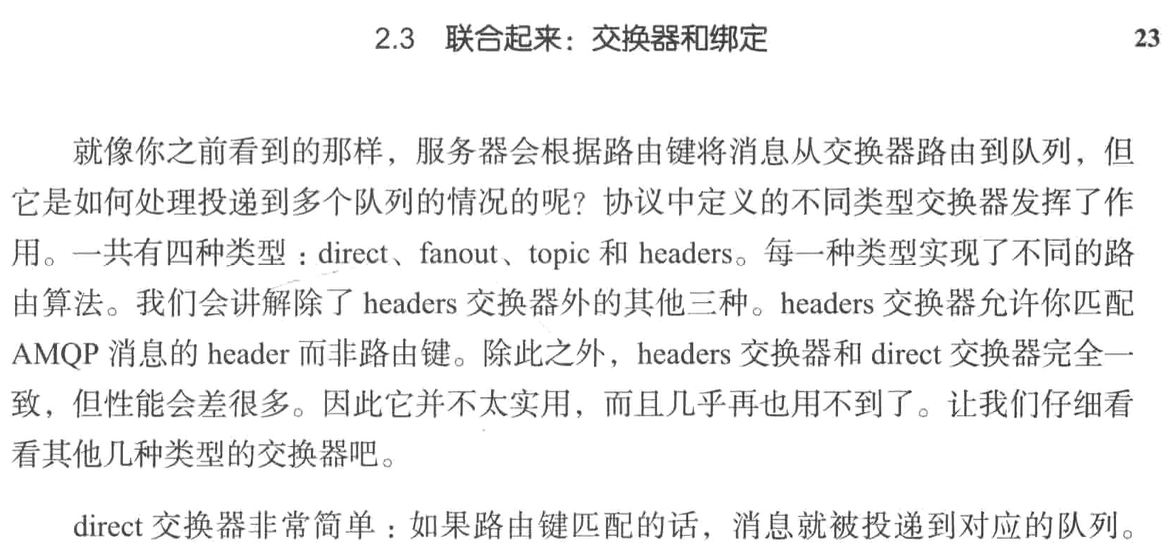 2.3 联合起来：交换器和绑定 23
就像你之前看到的那样，服务器会根据路由键将消息从交换器路由到队列，但
它是如何处理投递到多个队列的情况的呢？协议中定义的不同类型交换器发挥了作
用。一共有四种类型：direct、fanout、topic 和 headers。每一种类型实现了不同的路
由算法。我们会讲解除了 headers 交换器外的其他三种。headers 交换器允许你匹配
AMQP 消息的 header 而非路由键。除此之外，headers 交换器和 direct 交换器完全一
致，但性能会差很多。因此它并不太实用，而且几乎再也用不到了。让我们仔细看
看其他几种类型的交换器吧。
direct 交换器非常简单：如果路由键匹配的话，消息就被投递到对应的队列。